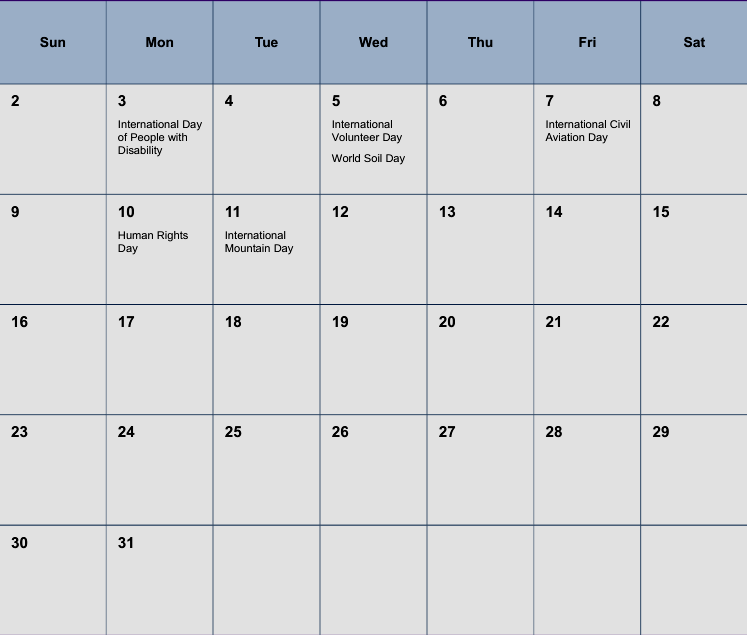 Sun Mon Tue Wed Thu Fri Sat
2 3 4 5 6 7 8
International Day
of People with
Disability
International
Volunteer Day
World Soil Day
International Civil
Aviation Day
9 10 11 12 13 14 15
Human Rights
Day
International
Mountain Day
16 17 18 19 20 21 22
23 24 25 26 27 28 29
30 31